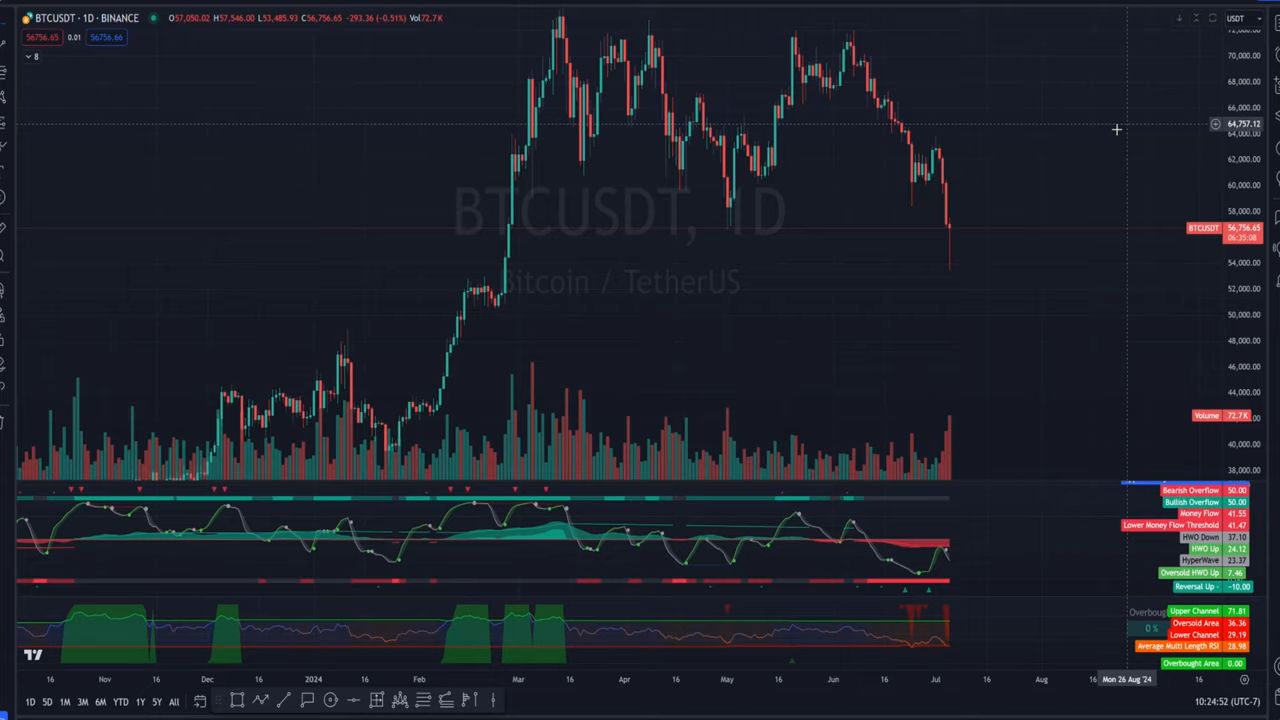 BTCUSDT · 1D · BINANCE O57,050.02 H57,546.00 L53,485.93 C56,756.65 -293.36 (-0.51%) Vol72.7K
USDT
56756.65 0.01 56756.66
8
72,000.00
70,000.00
68,000.00
66,000.00
64,757.12
64,000.00
62,000.00
60,000.00
58,000.00
BTCUSDT 56,756.65
06:35:08
54,000.00
52,000.00
50,000.00
48,000.00
46,000.00
44,000.00
Volume 72.7K
40,000.00
38,000.00
BTCUSDT, 1D
Bitcoin / TetherUS
Bearish Overflow 50.00
Bullish Overflow 50.00
Money Flow 41.55
Lower Money Flow Threshold 41.47
HWO Down 37.10
HWO Up 24.12
HyperWave 23.37
Oversold HWO Up 7.46
Reversal Up - −10.00
Upper Channel 71.81
0 % Oversold Area 36.36
Lower Channel 29.19
Average Multi Length RSI 28.98
Overbought Area 0.00
16 Nov 16 Dec 2024 16 Feb 16 Mar 16 Apr 16 May 16 Jun 16 Jul 16 Aug 16 Mon 26 Aug '24 16
1D 5D 1M 3M 6M YTD 1Y 5Y All
10:24:52 (UTC-7)